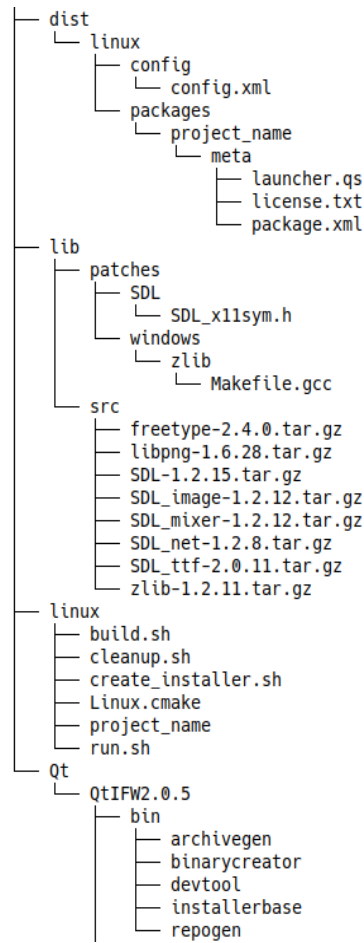 dist
linux
config
config.xml
packages
project_name
meta
launcher.qs
license.txt
package.xml
lib
patches
SDL
SDL_x11sym.h
windows
zlib
Makefile.gcc
src
freetype-2.4.0.tar.gz
libpng-1.6.28.tar.gz
SDL-1.2.15.tar.gz
SDL_image-1.2.12.tar.gz
SDL_mixer-1.2.12.tar.gz
SDL_net-1.2.8.tar.gz
SDL_ttf-2.0.11.tar.gz
zlib-1.2.11.tar.gz
linux
build.sh
cleanup.sh
create_installer.sh
Linux.cmake
project_name
run.sh
Qt
QtIFW2.0.5
bin
archivegen
binarycreator
devtool
installerbase
repogen